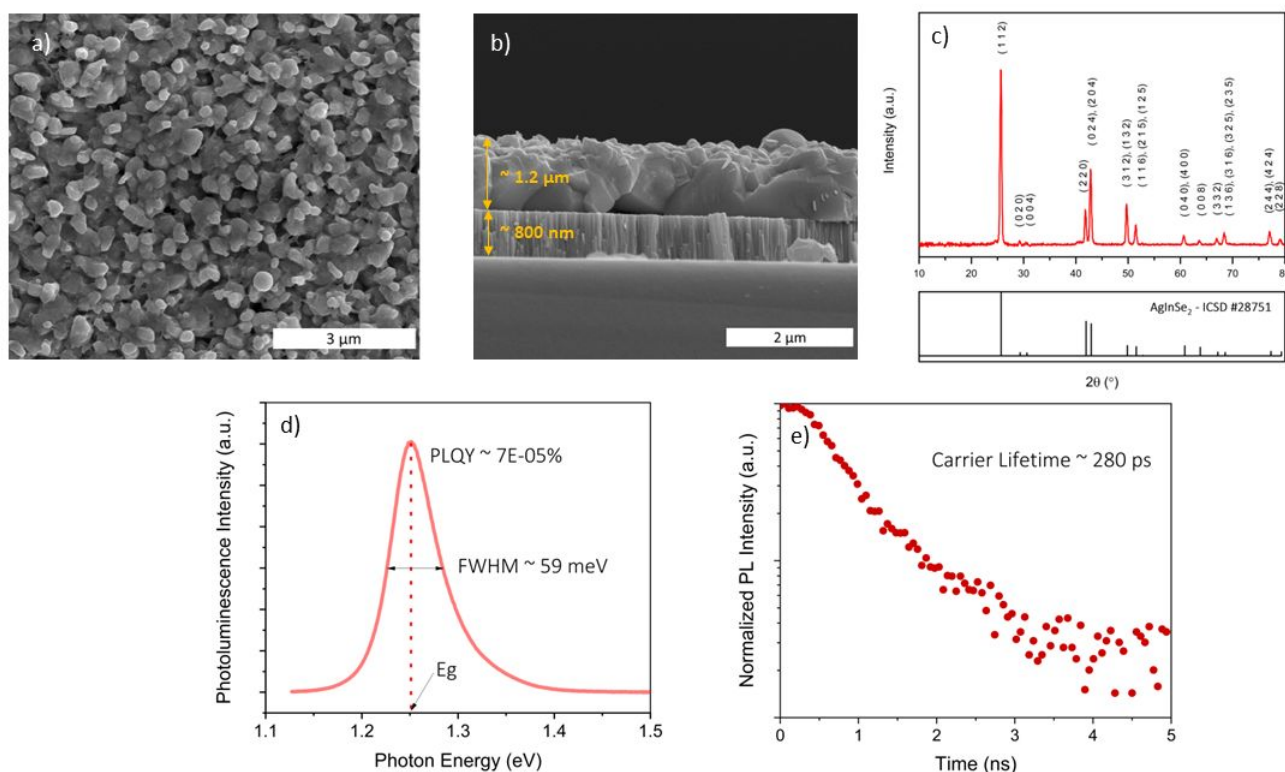 a)
3 µm
b)
~ 1.2 µm
~ 800 nm
2 µm
c)
Intensity (a.u.)
( 1 1 2 )
( 0 2 0 )
( 0 0 4 )
( 2 2 0 )
( 0 2 4 ), ( 2 0 4 )
( 3 1 2 ), ( 1 3 2 )
( 1 1 6 ), ( 2 1 5 ), ( 1 2 5 )
( 0 4 0 ), ( 4 0 0 )
( 0 0 8 )
( 3 3 2 )
( 1 3 6 ), ( 3 1 6 ), ( 3 2 5 ), ( 2 3 5 )
( 2 4 4 ), ( 4 2 4 )
( 2 2 8 )
10 20 30 40 50 60 70 80
AgInSe2 - ICSD #28751
2θ (°)
d)
Photoluminescence Intensity (a.u.)
PLQY ~ 7E-05%
FWHM ~ 59 meV
Eg
1.1 1.2 1.3 1.4 1.5
Photon Energy (eV)
e)
Normalized PL Intensity (a.u.)
Carrier Lifetime ~ 280 ps
0 1 2 3 4 5
Time (ns)